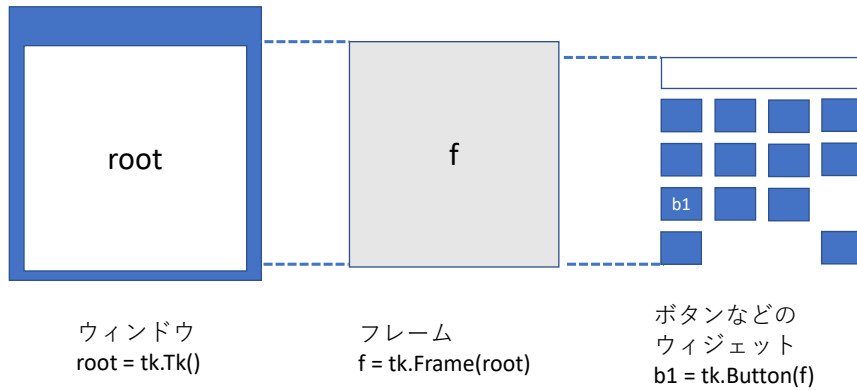 root
f
b1
ウィンドウ
root = tk.Tk()
フレーム
f = tk.Frame(root)
ボタンなどの
ウィジェット
b1 = tk.Button(f)